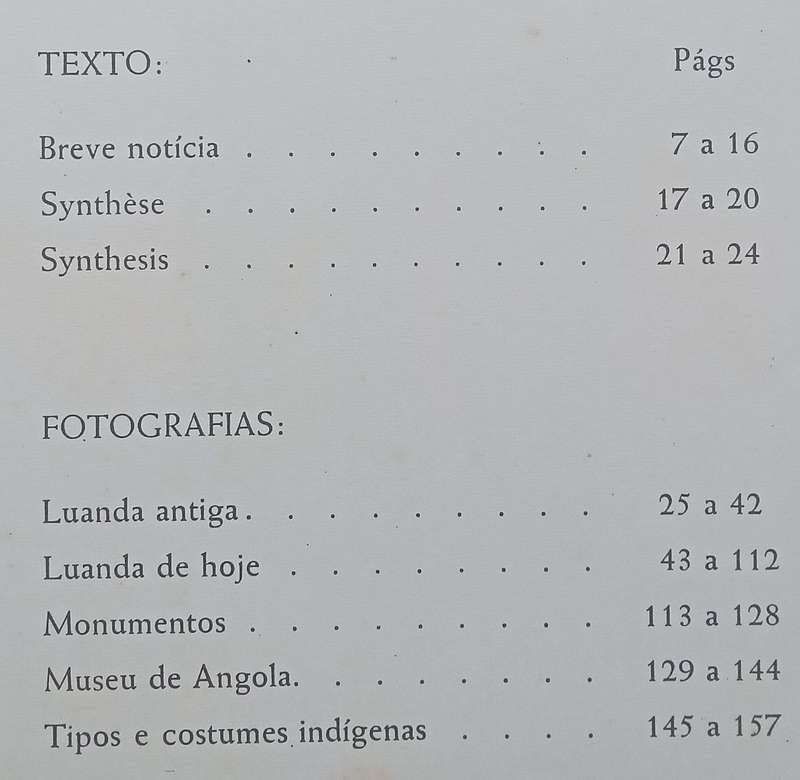 TEXTO: Págs
Breve notícia . . . . . . . . . 7 a 16
Synthèse . . . . . . . . . . 17 a 20
Synthesis . . . . . . . . . . 21 a 24
FOTOGRAFIAS:
Luanda antiga . . . . . . . . . 25 a 42
Luanda de hoje . . . . . . . . 43 a 112
Monumentos . . . . . . . . . 113 a 128
Museu de Angola. . . . . . . . 129 a 144
Tipos e costumes indígenas . . . . 145 a 157